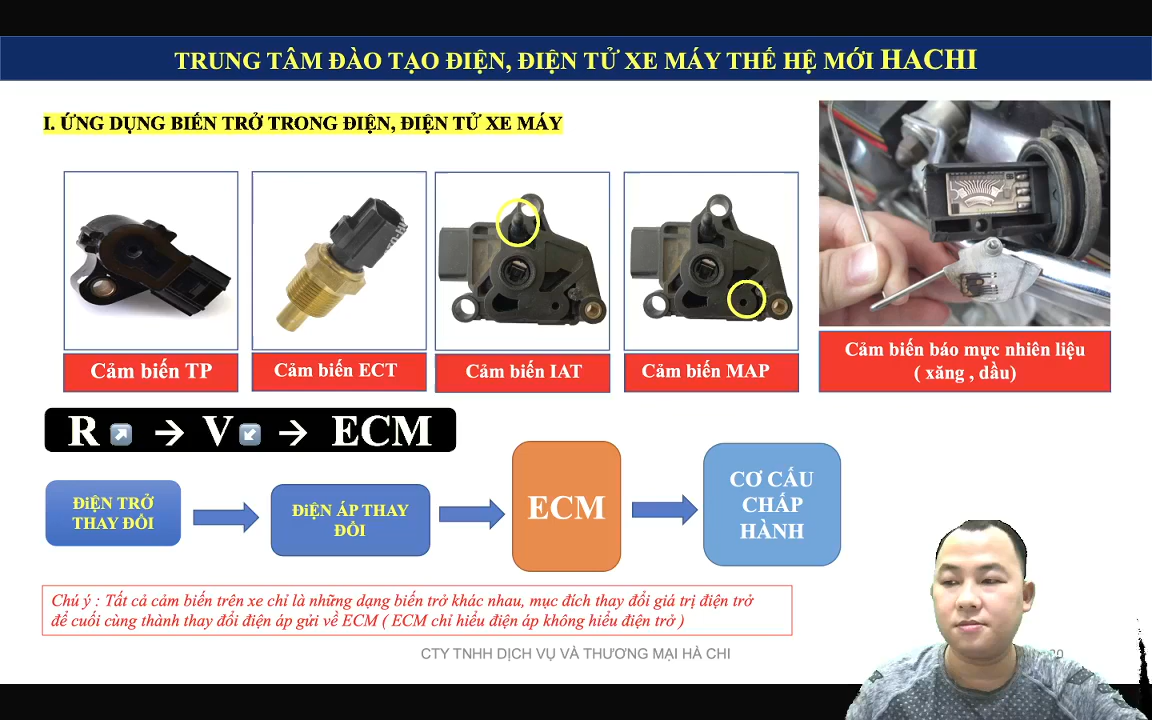 TRUNG TÂM ĐÀO TẠO ĐIỆN, ĐIỆN TỬ XE MÁY THẾ HỆ MỚI HACHI
I. ỨNG DỤNG BIẾN TRỞ TRONG ĐIỆN, ĐIỆN TỬ XE MÁY
Cảm biến TP
Cảm biến ECT
Cảm biến IAT
Cảm biến MAP
Cảm biến báo mực nhiên liệu
( xăng , dầu)
R ↗ → V ↙ → ECM
ĐiỆN TRỞ
THAY ĐỔI
ĐiỆN ÁP THAY
ĐỔI
ECM
CƠ CẤU
CHẤP
HÀNH
Chú ý : Tất cả cảm biến trên xe chỉ là những dạng biến trở khác nhau, mục đích thay đổi giá trị điện trở
để cuối cùng thành thay đổi điện áp gửi về ECM ( ECM chỉ hiểu điện áp không hiểu điện trở )
CTY TNHH DỊCH VỤ VÀ THƯƠNG MẠI HÀ CHI